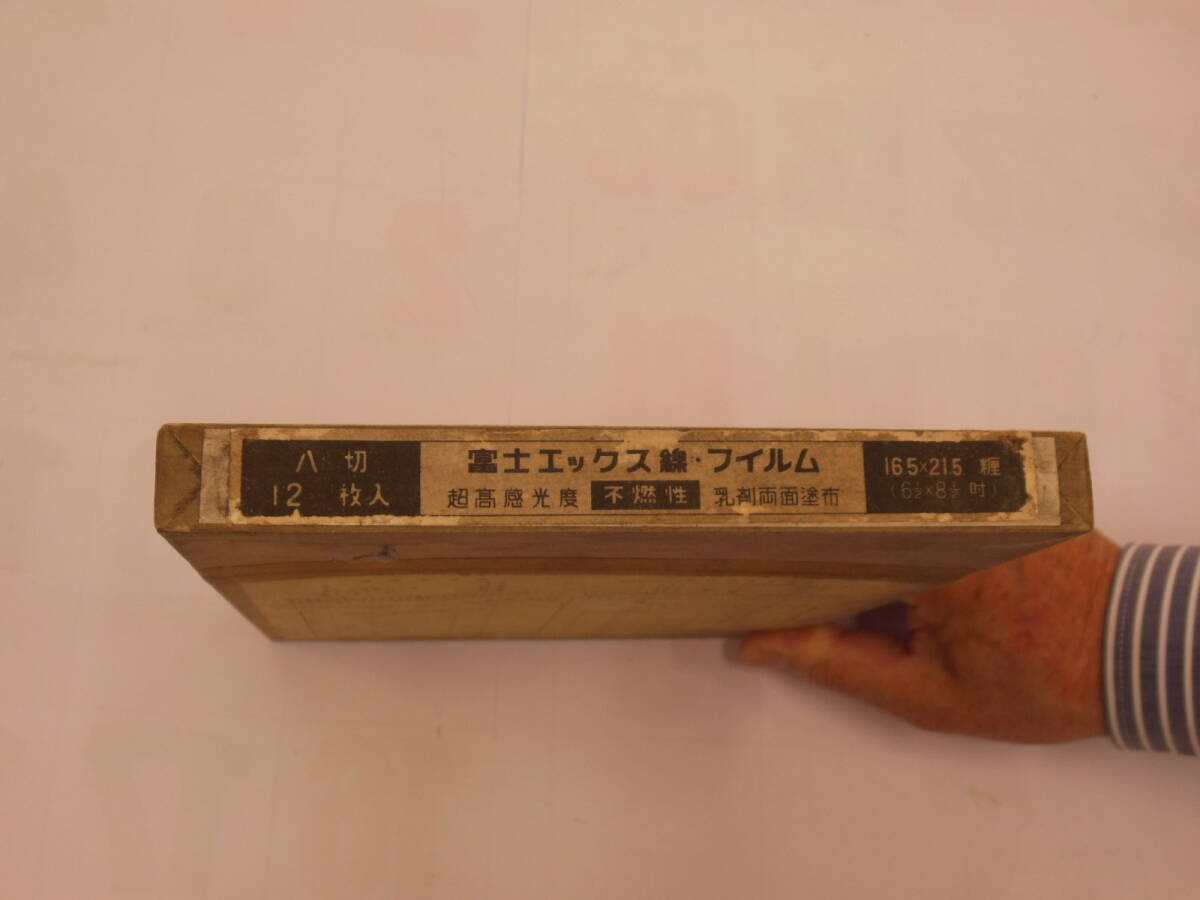 八切
12 枚入
富士エックス線・フイルム
超高感光度 不燃性 乳剤両面塗布
16.5×21.5 糎
(6½×8½吋)